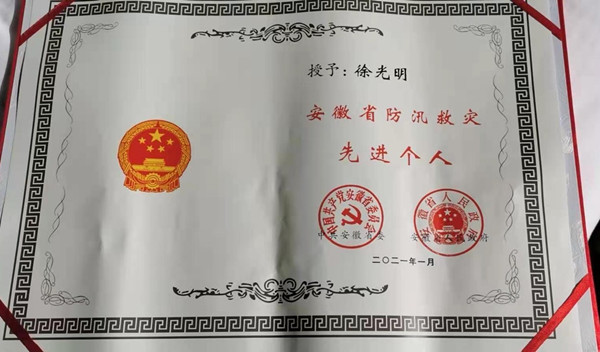 授予：徐光明
安徽省防汛救灾
先进个人
中国共产党安徽省委员会
安徽省人民政府
中共安徽省委
安徽省人民政府
二〇二一年一月